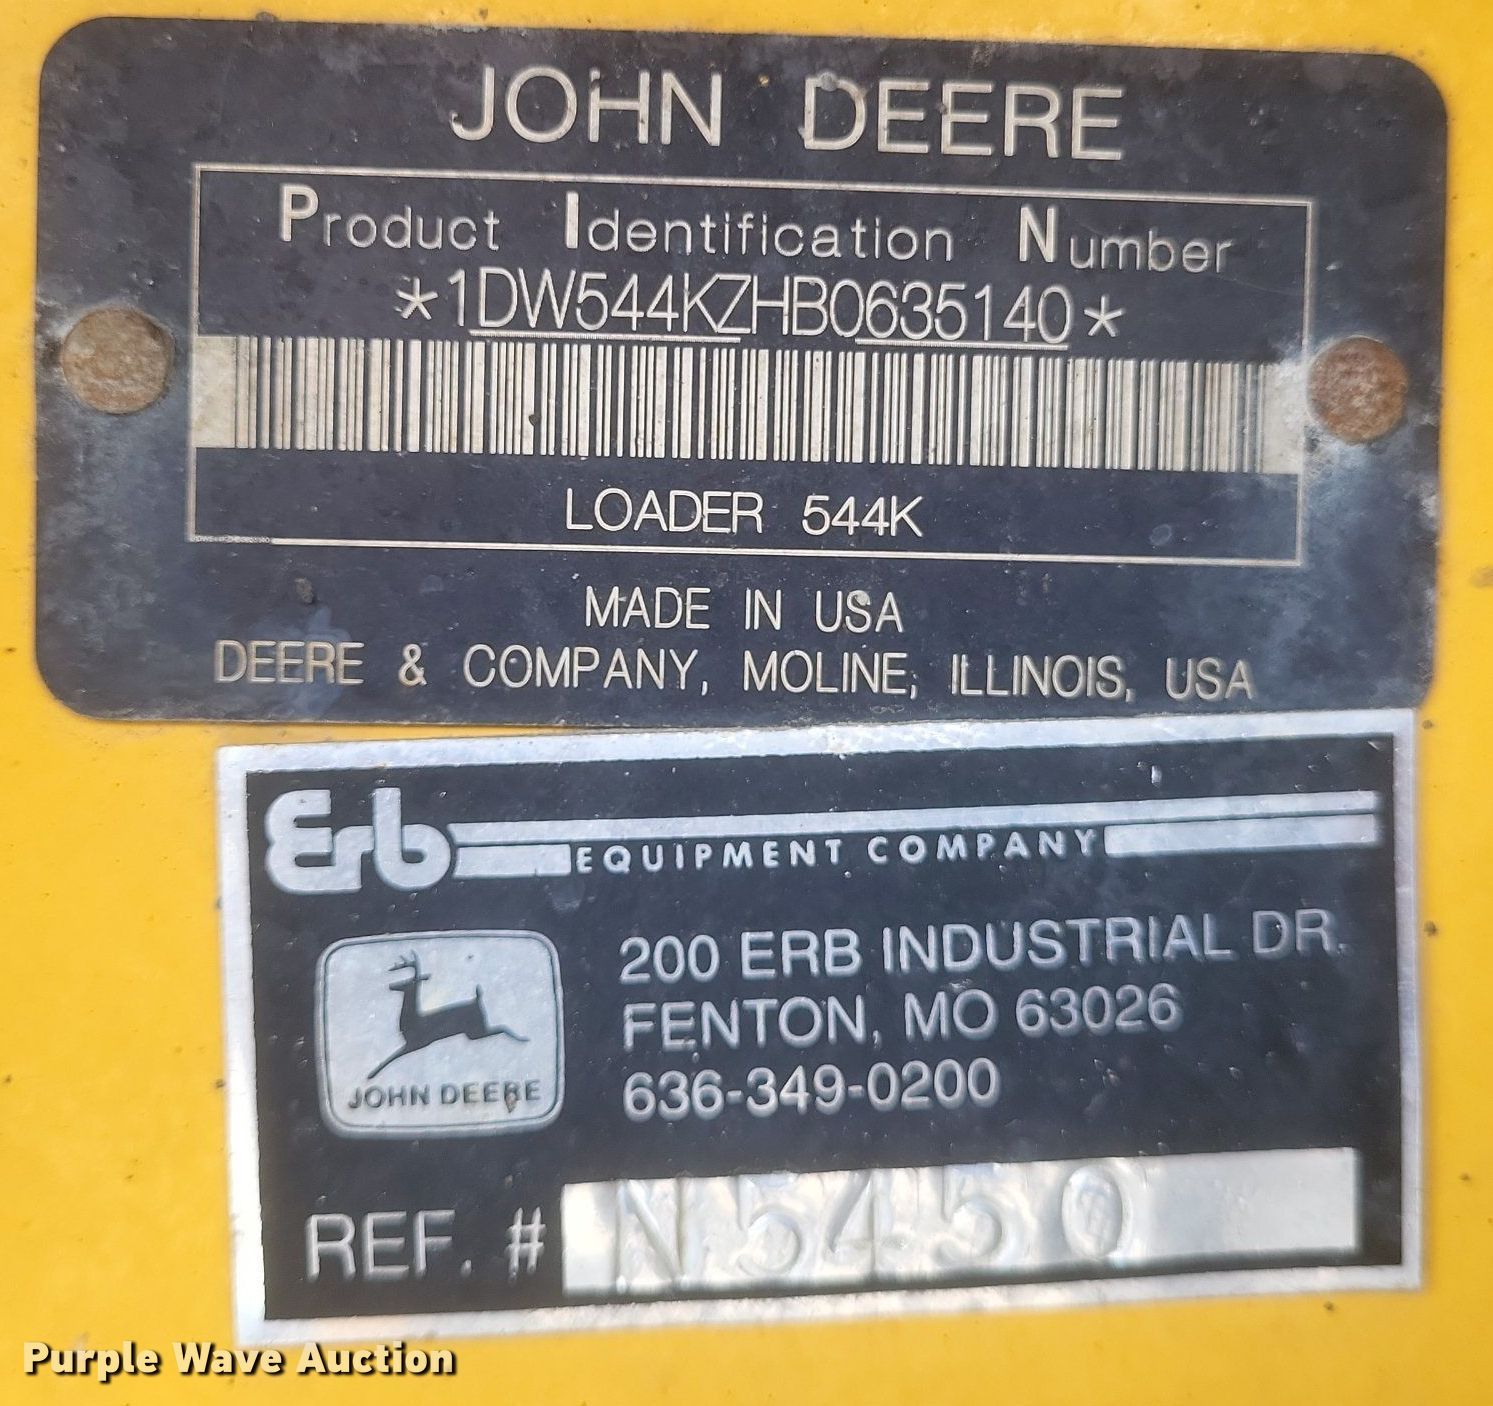 JOHN DEERE
Product Identification Number
*1DW544KZHB0635140*
LOADER 544K
MADE IN USA
DEERE & COMPANY, MOLINE, ILLINOIS, USA
Erb
EQUIPMENT COMPANY
200 ERB INDUSTRIAL DR.
FENTON, MO 63026
636-349-0200
JOHN DEERE
REF. # N5450
Purple Wave Auction